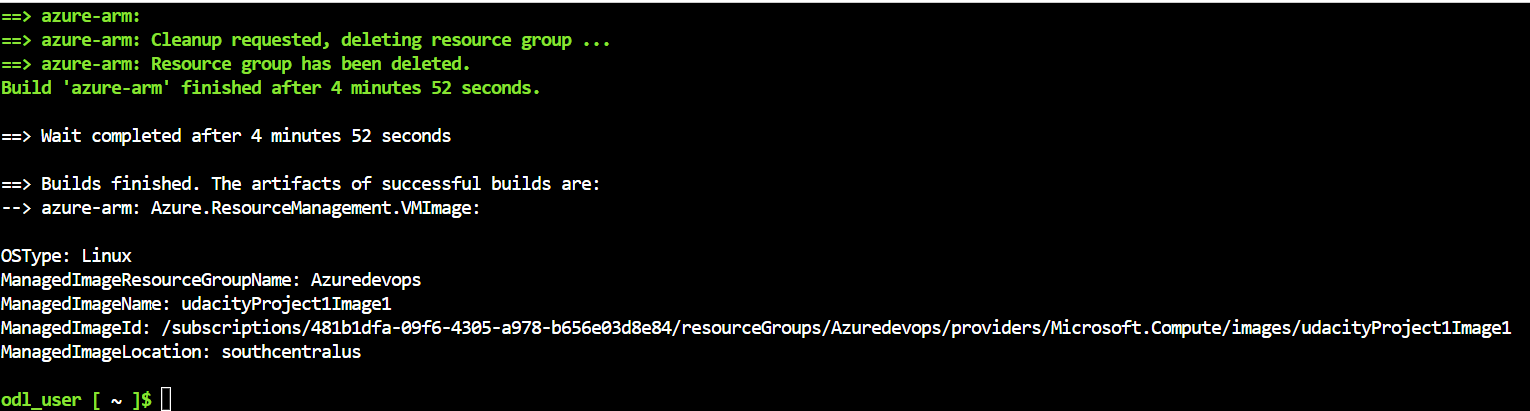 ==> azure-arm:
==> azure-arm: Cleanup requested, deleting resource group ...
==> azure-arm: Resource group has been deleted.
Build 'azure-arm' finished after 4 minutes 52 seconds.
==> Wait completed after 4 minutes 52 seconds
==> Builds finished. The artifacts of successful builds are:
--> azure-arm: Azure.ResourceManagement.VMImage:
OSType: Linux
ManagedImageResourceGroupName: Azuredevops
ManagedImageName: udacityProject1Image1
ManagedImageId: /subscriptions/481b1dfa-09f6-4305-a978-b656e03d8e84/resourceGroups/Azuredevops/providers/Microsoft.Compute/images/udacityProject1Image1
ManagedImageLocation: southcentralus
odl_user [ ~ ]$